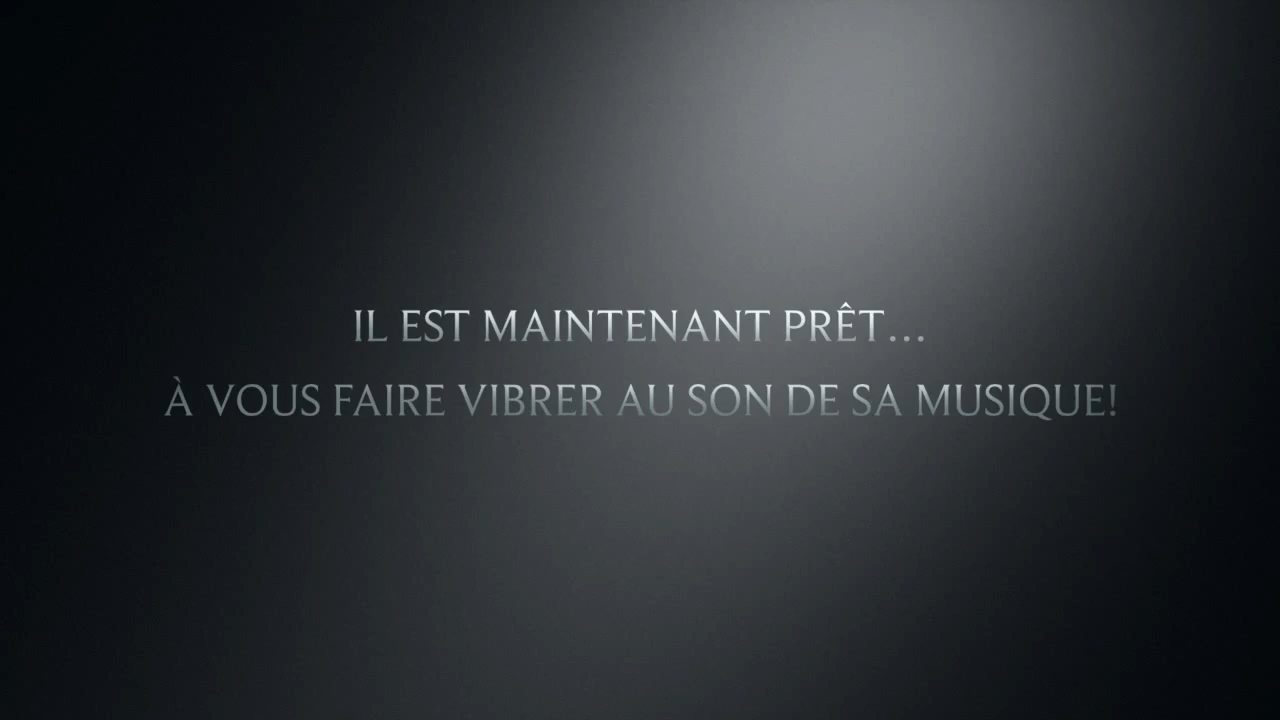 IL EST MAINTENANT PRÊT...
À VOUS FAIRE VIBRER AU SON DE SA MUSIQUE!